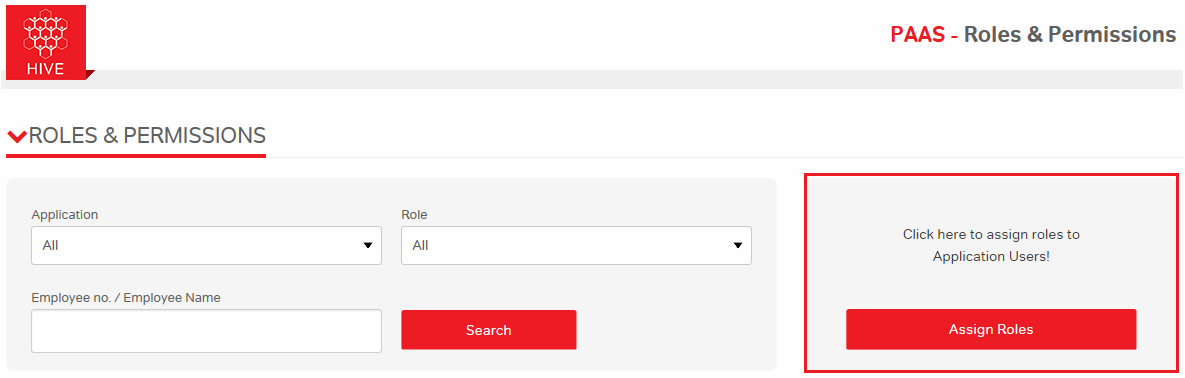 HIVE
PAAS - Roles & Permissions
ROLES & PERMISSIONS
Application
Role
All
All
Employee no. / Employee Name
Search
Click here to assign roles to
Application Users!
Assign Roles